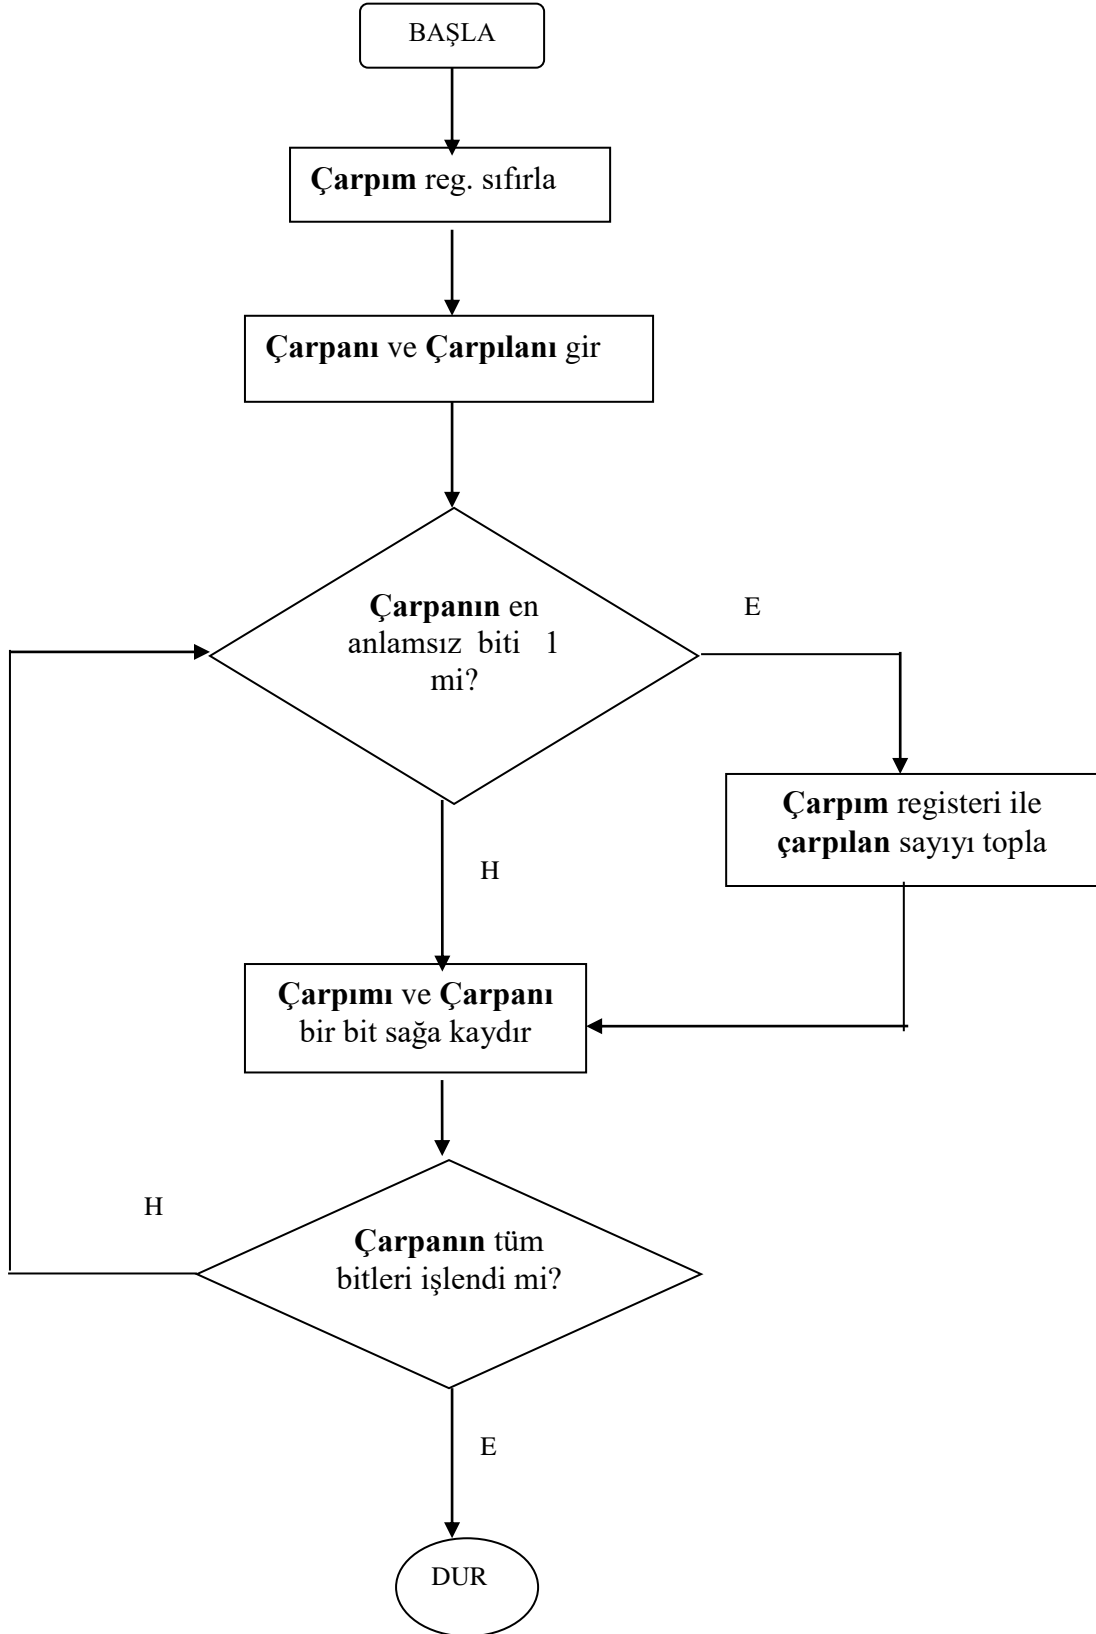 BAŞLA
Çarpım reg. sıfırla
Çarpanı ve Çarpılanı gir
Çarpanın en
anlamsız biti 1
mi?
E
Çarpım registeri ile
çarpılan sayıyı topla
H
Çarpımı ve Çarpanı
bir bit sağa kaydır
H
Çarpanın tüm
bitleri işlendi mi?
E
DUR